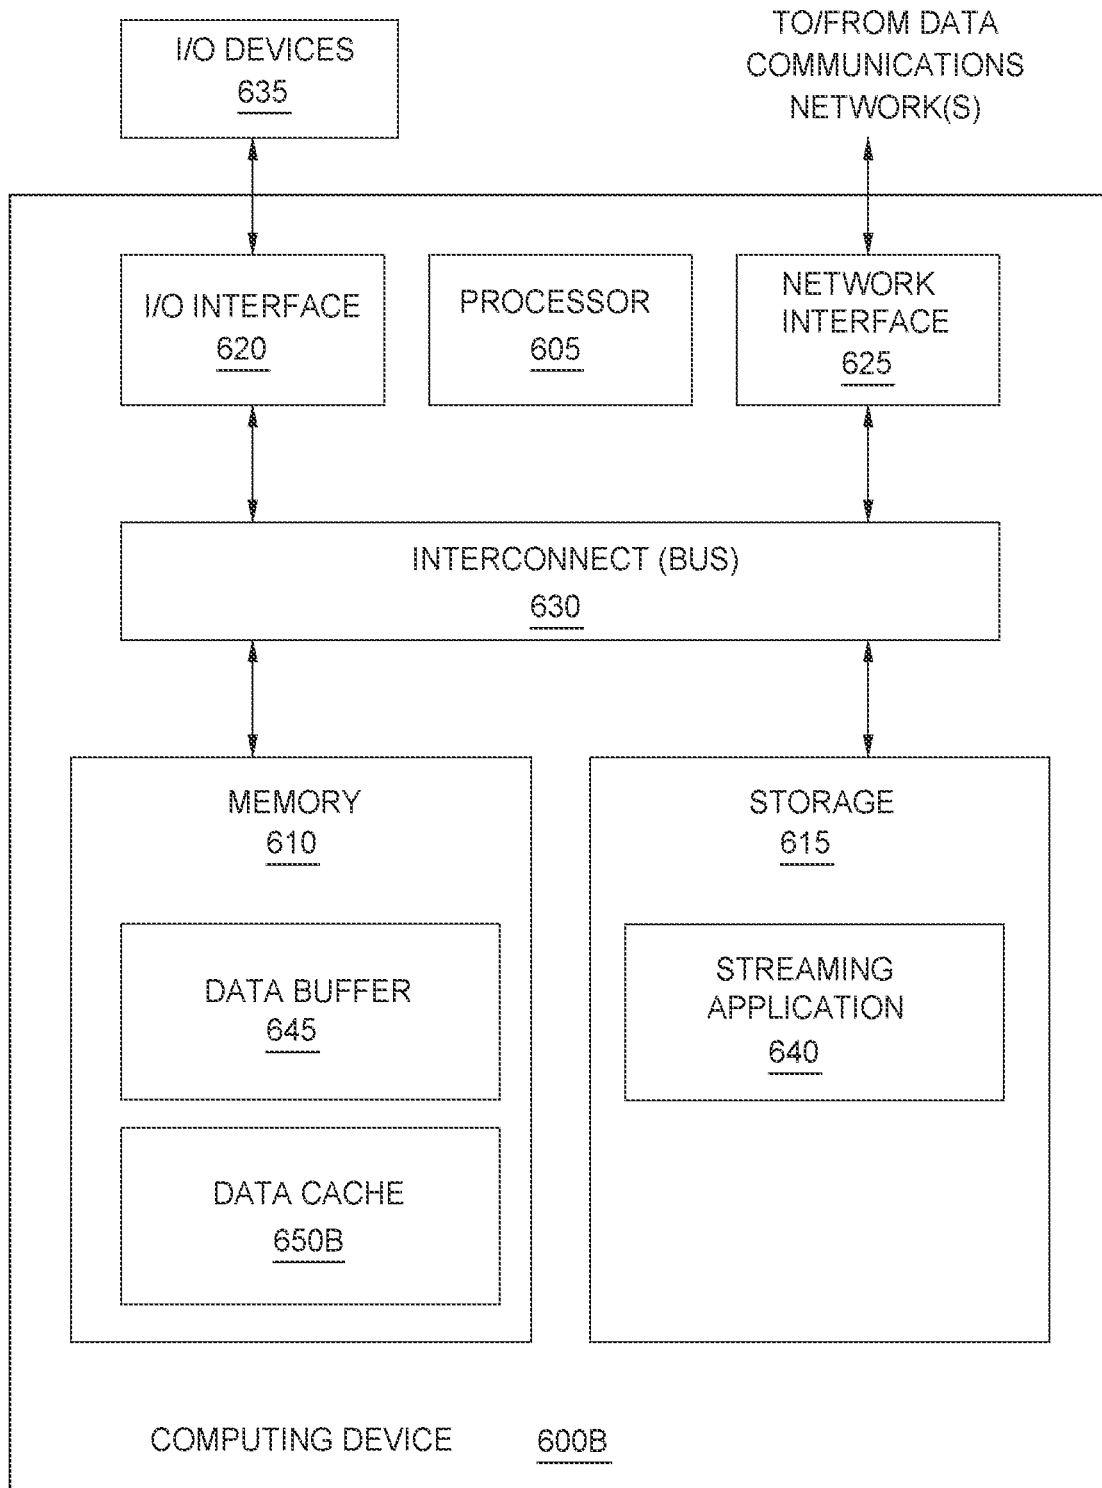 I/O DEVICES
635
TO/FROM DATA
COMMUNICATIONS
NETWORK(S)
I/O INTERFACE
620
PROCESSOR
605
NETWORK
INTERFACE
625
INTERCONNECT (BUS)
630
MEMORY
610
DATA BUFFER
645
DATA CACHE
650B
STORAGE
615
STREAMING
APPLICATION
640
COMPUTING DEVICE 600B